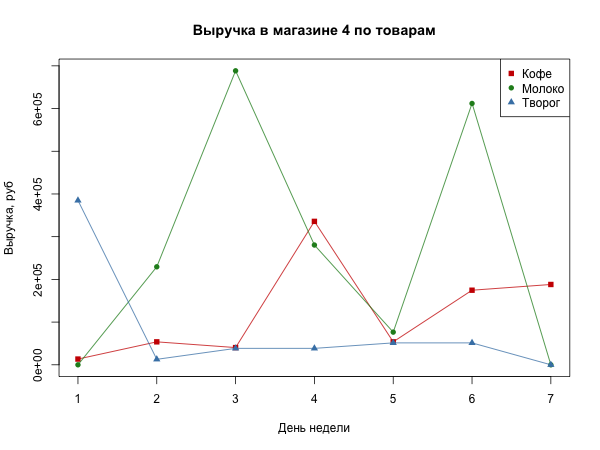 Выручка в магазине 4 по товарам
Кофе
Молоко
Творог
Выручка, руб
6e+05
4e+05
2e+05
0e+00
1 2 3 4 5 6 7
День недели